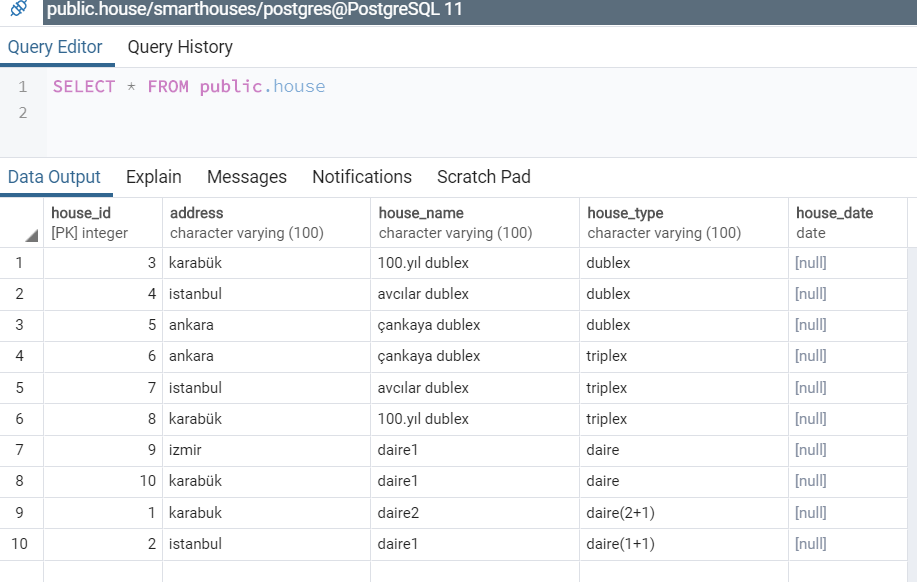 public.house/smarthouses/postgres@PostgreSQL 11
Query Editor Query History
1 SELECT * FROM public.house
2
Data Output Explain Messages Notifications Scratch Pad
house_id address house_name house_type house_date
[PK] integer character varying (100) character varying (100) character varying (100) date
1 3 karabük 100.yıl dublex dublex [null]
2 4 istanbul avcılar dublex dublex [null]
3 5 ankara çankaya dublex dublex [null]
4 6 ankara çankaya dublex triplex [null]
5 7 istanbul avcılar dublex triplex [null]
6 8 karabük 100.yıl dublex triplex [null]
7 9 izmir daire1 daire [null]
8 10 karabük daire1 daire [null]
9 1 karabuk daire2 daire(2+1) [null]
10 2 istanbul daire1 daire(1+1) [null]